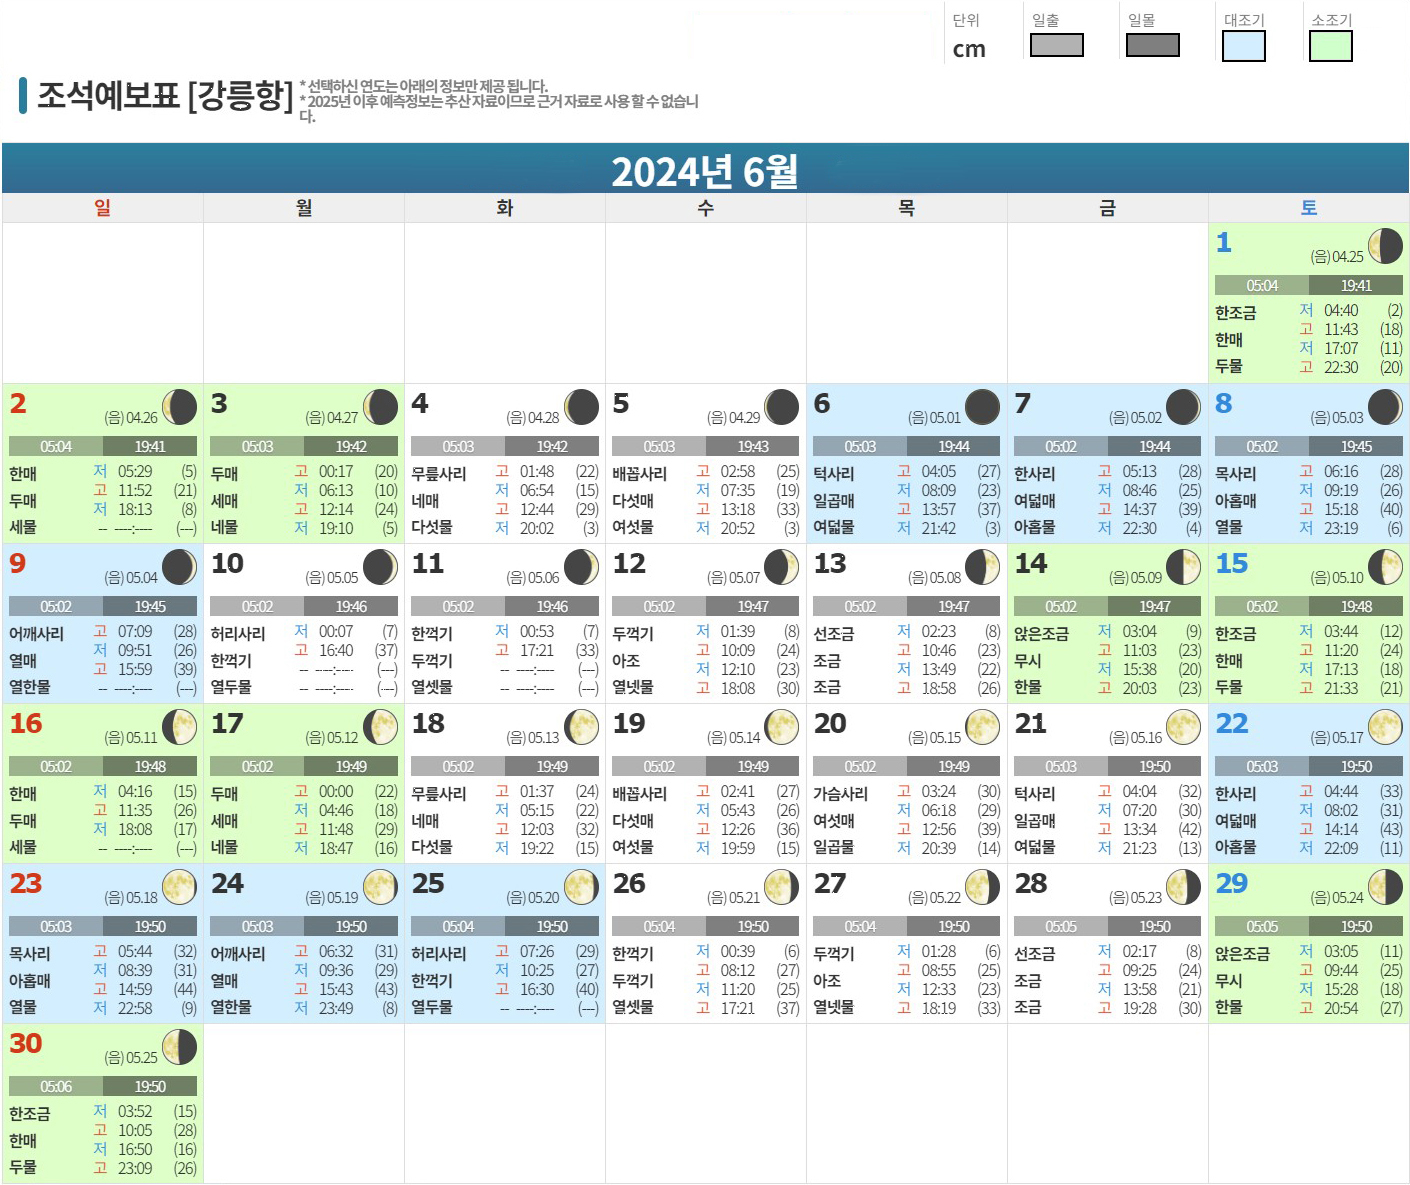 단위
일출
일몰
대조기
소조기
cm
조석예보표 [강릉항]
* 선택하신 연도는 아래의 정보만 제공 됩니다.
* 2025년 이후 예측정보는 추산 자료이므로 근거 자료로 사용 할 수 없습니
다.
2024년 6월
일 월 화 수 목 금 토
1
(음) 04.25
05:04 19:41
한조금
한매
두물
저 04:40 (2)
고 11:43 (18)
저 17:07 (11)
고 22:30 (20)
2
(음) 04.26
05:04 19:41
한매
두매
세물
저 05:29 (5)
고 11:52 (21)
저 18:13 (8)
-- ----:---- (---)
3
(음) 04.27
05:03 19:42
두매
세매
네물
고 00:17 (20)
저 06:13 (10)
고 12:14 (24)
저 19:10 (5)
4
(음) 04.28
05:03 19:42
무릎사리
네매
다섯물
고 01:48 (22)
저 06:54 (15)
고 12:44 (29)
저 20:02 (3)
5
(음) 04.29
05:03 19:43
배꼽사리
다섯매
여섯물
고 02:58 (25)
저 07:35 (19)
고 13:18 (33)
저 20:52 (3)
6
(음) 05.01
05:03 19:44
턱사리
일곱매
여덟물
고 04:05 (27)
저 08:09 (23)
고 13:57 (37)
저 21:42 (3)
7
(음) 05.02
05:02 19:44
한사리
여덟매
아홉물
고 05:13 (28)
저 08:46 (25)
고 14:37 (39)
저 22:30 (4)
8
(음) 05.03
05:02 19:45
목사리
아홉매
열물
고 06:16 (28)
저 09:19 (26)
고 15:18 (40)
저 23:19 (6)
9
(음) 05.04
05:02 19:45
어깨사리
열매
열한물
고 07:09 (28)
저 09:51 (26)
고 15:59 (39)
-- ----:---- (---)
10
(음) 05.05
05:02 19:46
허리사리
한꺽기
열두물
저 00:07 (7)
고 16:40 (37)
-- ----:---- (---)
-- ----:---- (---)
11
(음) 05.06
05:02 19:46
한꺽기
두꺽기
열셋물
저 00:53 (7)
고 17:21 (33)
-- ----:---- (---)
-- ----:---- (---)
12
(음) 05.07
05:02 19:47
두꺽기
아조
열넷물
저 01:39 (8)
고 10:09 (24)
저 12:10 (23)
고 18:08 (30)
13
(음) 05.08
05:02 19:47
선조금
조금
조금
저 02:23 (8)
고 10:46 (23)
저 13:49 (22)
고 18:58 (26)
14
(음) 05.09
05:02 19:47
앉은조금
무시
한물
저 03:04 (9)
고 11:03 (23)
저 15:38 (20)
고 20:03 (23)
15
(음) 05.10
05:02 19:48
한조금
한매
두물
저 03:44 (12)
고 11:20 (24)
저 17:13 (18)
고 21:33 (21)
16
(음) 05.11
05:02 19:48
한매
두매
세물
저 04:16 (15)
고 11:35 (26)
저 18:08 (17)
-- ----:---- (---)
17
(음) 05.12
05:02 19:49
두매
세매
네물
고 00:00 (22)
저 04:46 (18)
고 11:48 (29)
저 18:47 (16)
18
(음) 05.13
05:02 19:49
무릎사리
네매
다섯물
고 01:37 (24)
저 05:15 (22)
고 12:03 (32)
저 19:22 (15)
19
(음) 05.14
05:02 19:49
배꼽사리
다섯매
여섯물
고 02:41 (27)
저 05:43 (26)
고 12:26 (36)
저 19:59 (15)
20
(음) 05.15
05:02 19:49
가슴사리
여섯매
일곱물
고 03:24 (30)
저 06:18 (29)
고 12:56 (39)
저 20:39 (14)
21
(음) 05.16
05:03 19:50
턱사리
일곱매
여덟물
고 04:04 (32)
저 07:20 (30)
고 13:34 (42)
저 21:23 (13)
22
(음) 05.17
05:03 19:50
한사리
여덟매
아홉물
고 04:44 (33)
저 08:02 (31)
고 14:14 (43)
저 22:09 (11)
23
(음) 05.18
05:03 19:50
목사리
아홉매
열물
고 05:44 (32)
저 08:39 (31)
고 14:59 (44)
저 22:58 (9)
24
(음) 05.19
05:03 19:50
어깨사리
열매
열한물
고 06:32 (31)
저 09:36 (29)
고 15:43 (43)
저 23:49 (8)
25
(음) 05.20
05:04 19:50
허리사리
한꺽기
열두물
고 07:26 (29)
저 10:25 (27)
고 16:30 (40)
-- ----:---- (---)
26
(음) 05.21
05:04 19:50
한꺽기
두꺽기
열셋물
저 00:39 (6)
고 08:12 (27)
저 11:20 (25)
고 17:21 (37)
27
(음) 05.22
05:04 19:50
두꺽기
아조
열넷물
저 01:28 (6)
고 08:55 (25)
저 12:33 (23)
고 18:19 (33)
28
(음) 05.23
05:05 19:50
선조금
조금
조금
저 02:17 (8)
고 09:25 (24)
저 13:58 (21)
고 19:28 (30)
29
(음) 05.24
05:05 19:50
앉은조금
무시
한물
저 03:05 (11)
고 09:44 (25)
저 15:28 (18)
고 20:54 (27)
30
(음) 05.25
05:06 19:50
한조금
한매
두물
저 03:52 (15)
고 10:05 (28)
저 16:50 (16)
고 23:09 (26)